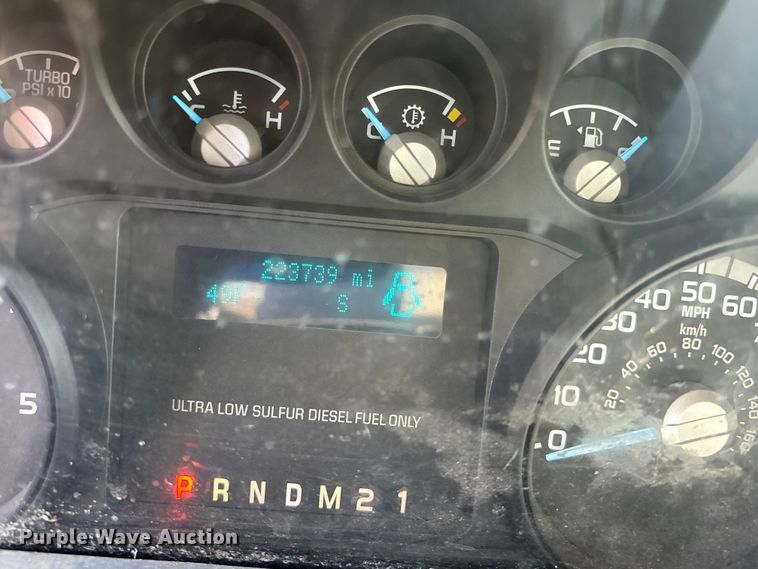 TURBO
PSI x 10
C H
C H
E F
223739 mi
49F S
5
ULTRA LOW SULFUR DIESEL FUEL ONLY
P R N D M 2 1
0 10 20 30 40 50 60
MPH
km/h
20 40 60 80 100 120 140 160
Purple Wave Auction